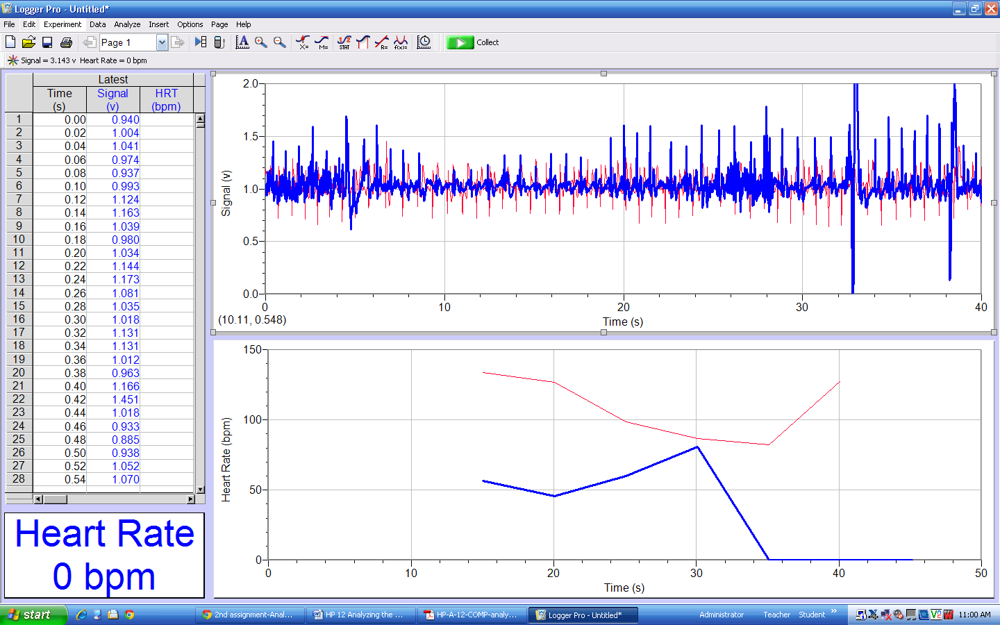 Logger Pro - Untitled*
File Edit Experiment Data Analyze Insert Options Page Help
Page 1
X= M= STAT R= f(x)= Collect
Signal = 3.143 v Heart Rate = 0 bpm
Latest
Time (s) Signal (v) HRT (bpm)
1 0.00 0.940
2 0.02 1.004
3 0.04 1.041
4 0.06 0.974
5 0.08 0.937
6 0.10 0.993
7 0.12 1.124
8 0.14 1.163
9 0.16 1.039
10 0.18 0.980
11 0.20 1.034
12 0.22 1.144
13 0.24 1.173
14 0.26 1.081
15 0.28 1.035
16 0.30 1.018
17 0.32 1.131
18 0.34 1.131
19 0.36 1.012
20 0.38 0.963
21 0.40 1.166
22 0.42 1.451
23 0.44 1.018
24 0.46 0.933
25 0.48 0.885
26 0.50 0.938
27 0.52 1.052
28 0.54 1.070
Heart Rate
0 bpm
2.0
1.5
1.0
0.5
0.0
Signal (v)
0 10 20 30 40
(10.11, 0.548)
Time (s)
150
100
50
0
Heart Rate (bpm)
0 10 20 30 40 50
Time (s)
start 2nd assignment-Anal... HP 12 Analyzing the ... HP-A-12-COMP-analy... Logger Pro - Untitled* Administrator Teacher Student » 11:00 AM